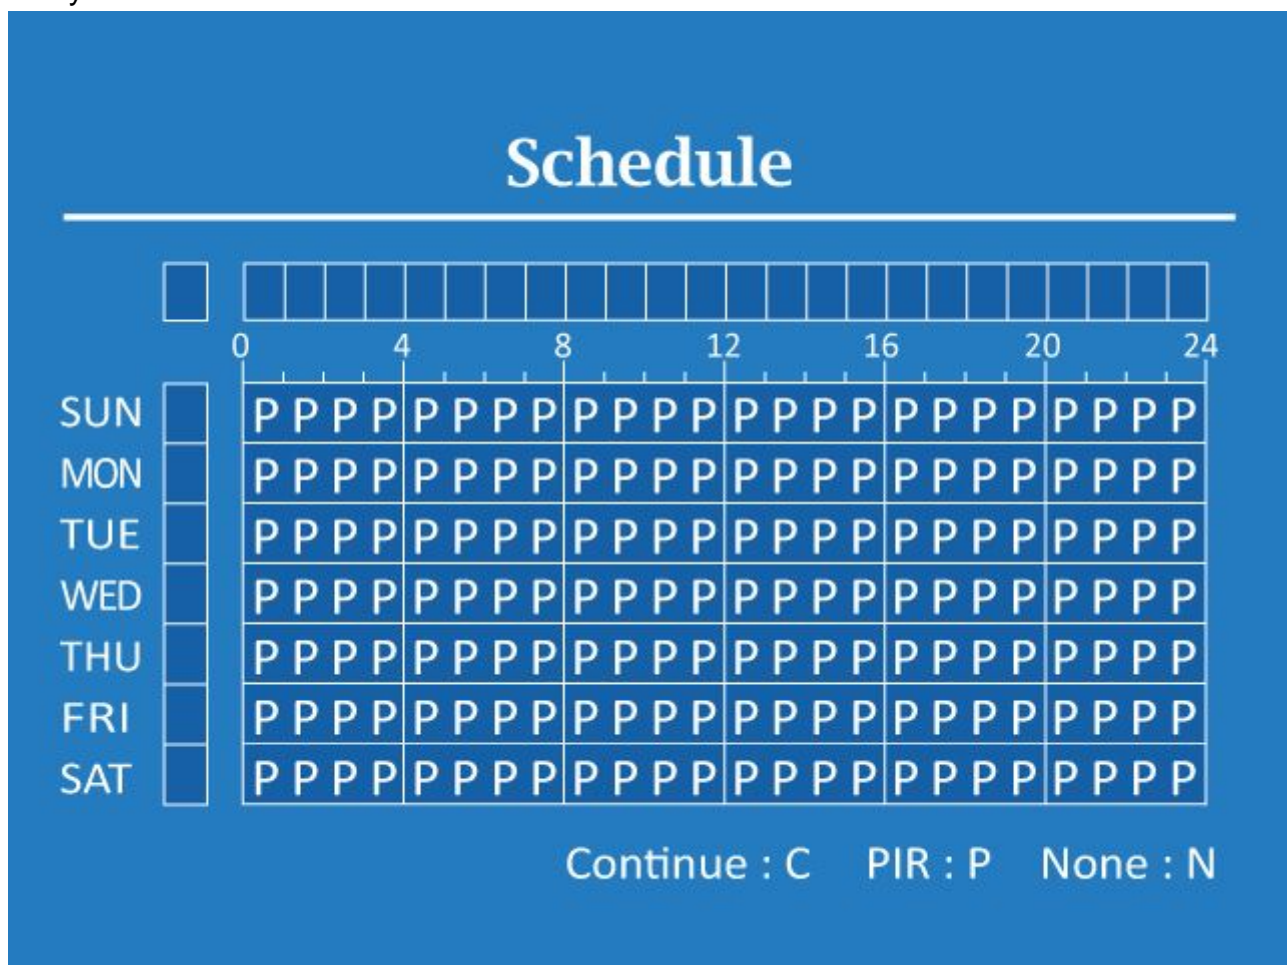 Schedule
0 4 8 12 16 20 24
SUN P P P P P P P P P P P P P P P P P P P P P P P P
MON P P P P P P P P P P P P P P P P P P P P P P P P
TUE P P P P P P P P P P P P P P P P P P P P P P P P
WED P P P P P P P P P P P P P P P P P P P P P P P P
THU P P P P P P P P P P P P P P P P P P P P P P P P
FRI P P P P P P P P P P P P P P P P P P P P P P P P
SAT P P P P P P P P P P P P P P P P P P P P P P P P
Continue : C PIR : P None : N